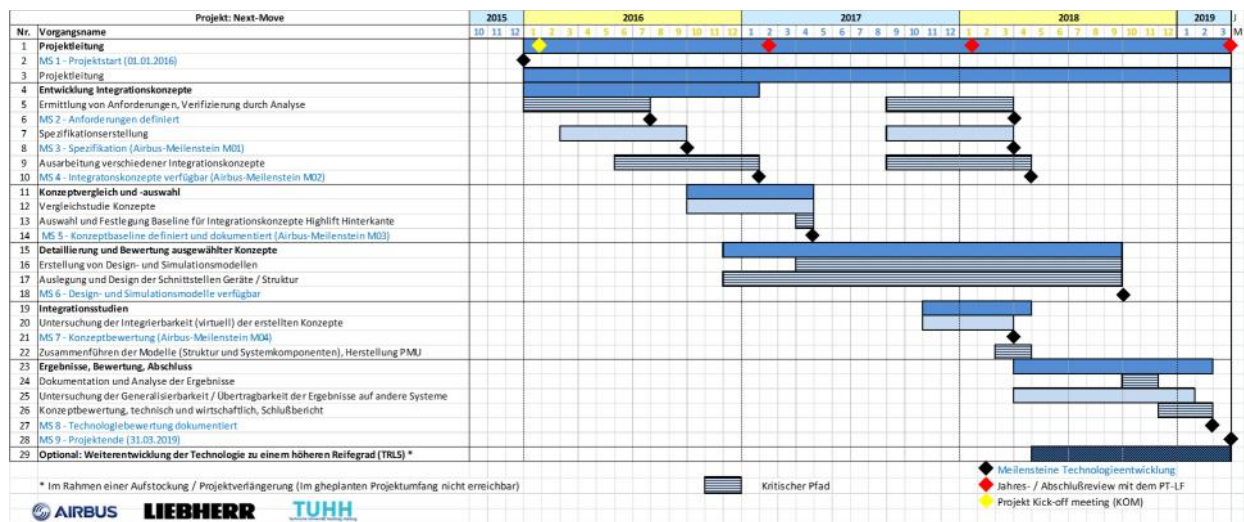 Projekt: Next-Move 2015 2016 2017 2018 2019 J
Nr. Vorgangsname 10 11 12 1 2 3 4 5 6 7 8 9 10 11 12 1 2 3 4 5 6 7 8 9 10 11 12 1 2 3 4 5 6 7 8 9 10 11 12 1 2 3 M
1 Projektleitung
2 MS 1 - Projektstart (01.01.2016)
3 Projektleitung
4 Entwicklung Integrationskonzepte
5 Ermittlung von Anforderungen, Verifizierung durch Analyse
6 MS 2 - Anforderungen definiert
7 Spezifikationserstellung
8 MS 3 - Spezifikation (Airbus-Meilenstein M01)
9 Ausarbeitung verschiedener Integrationskonzepte
10 MS 4 - Integratonskonzepte verfügbar (Airbus-Meilenstein M02)
11 Konzeptvergleich und -auswahl
12 Vergleichstudie Konzepte
13 Auswahl und Festlegung Baseline für Integrationskonzepte Highlift Hinterkante
14 MS 5 - Konzeptbaseline definiert und dokumentiert (Airbus-Meilenstein M03)
15 Detaillierung und Bewertung ausgewählter Konzepte
16 Erstellung von Design- und Simulationsmodellen
17 Auslegung und Design der Schnittstellen Geräte / Struktur
18 MS 6 - Design- und Simulationsmodelle verfügbar
19 Integrationsstudien
20 Untersuchung der Integrierbarkeit (virtuell) der erstellten Konzepte
21 MS 7 - Konzeptbewertung (Airbus-Meilenstein M04)
22 Zusammenführen der Modelle (Struktur und Systemkomponenten), Herstellung PMU
23 Ergebnisse, Bewertung, Abschluss
24 Dokumentation und Analyse der Ergebnisse
25 Untersuchung der Generalisierbarkeit / Übertragbarkeit der Ergebnisse auf andere Systeme
26 Konzeptbewertung, technisch und wirtschaftlich, Schlußbericht
27 MS 8 - Technologiebewertung dokumentiert
28 MS 9 - Projektende (31.03.2019)
29 Optional: Weiterentwicklung der Technologie zu einem höheren Reifegrad (TRL5) *
* Im Rahmen einer Aufstockung / Projektverlängerung (Im gheplanten Projektumfang nicht erreichbar)
Kritischer Pfad
Meilensteine Technologieentwicklung
Jahres- / Abschlußreview mit dem PT-LF
Projekt Kick-off meeting (KOM)
AIRBUS LIEBHERR TUHH